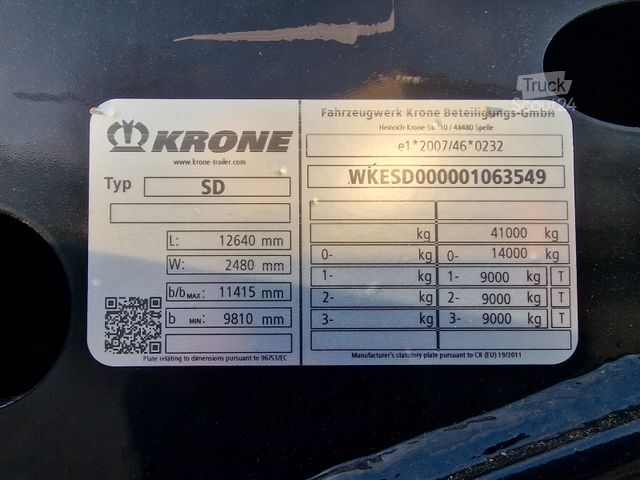 Truck
Scout24
KRONE
www.krone-trailer.com
Typ SD
L: 12640 mm
W: 2480 mm
b/b MAX: 11415 mm
b MIN: 9810 mm
Plate relating to dimensions pursuant to 96/53/EC
Fahrzeugwerk Krone Beteiligungs-GmbH
Heinrich-Krone-Str. 10 / 48480 Spelle
e1*2007/46*0232
WKESD000001063549
kg 41000 kg
0- kg 0- 14000 kg
1- kg 1- 9000 kg T
2- kg 2- 9000 kg T
3- kg 3- 9000 kg T
Manufacturer's statutory plate pursuant to CR (EU) 19/2011